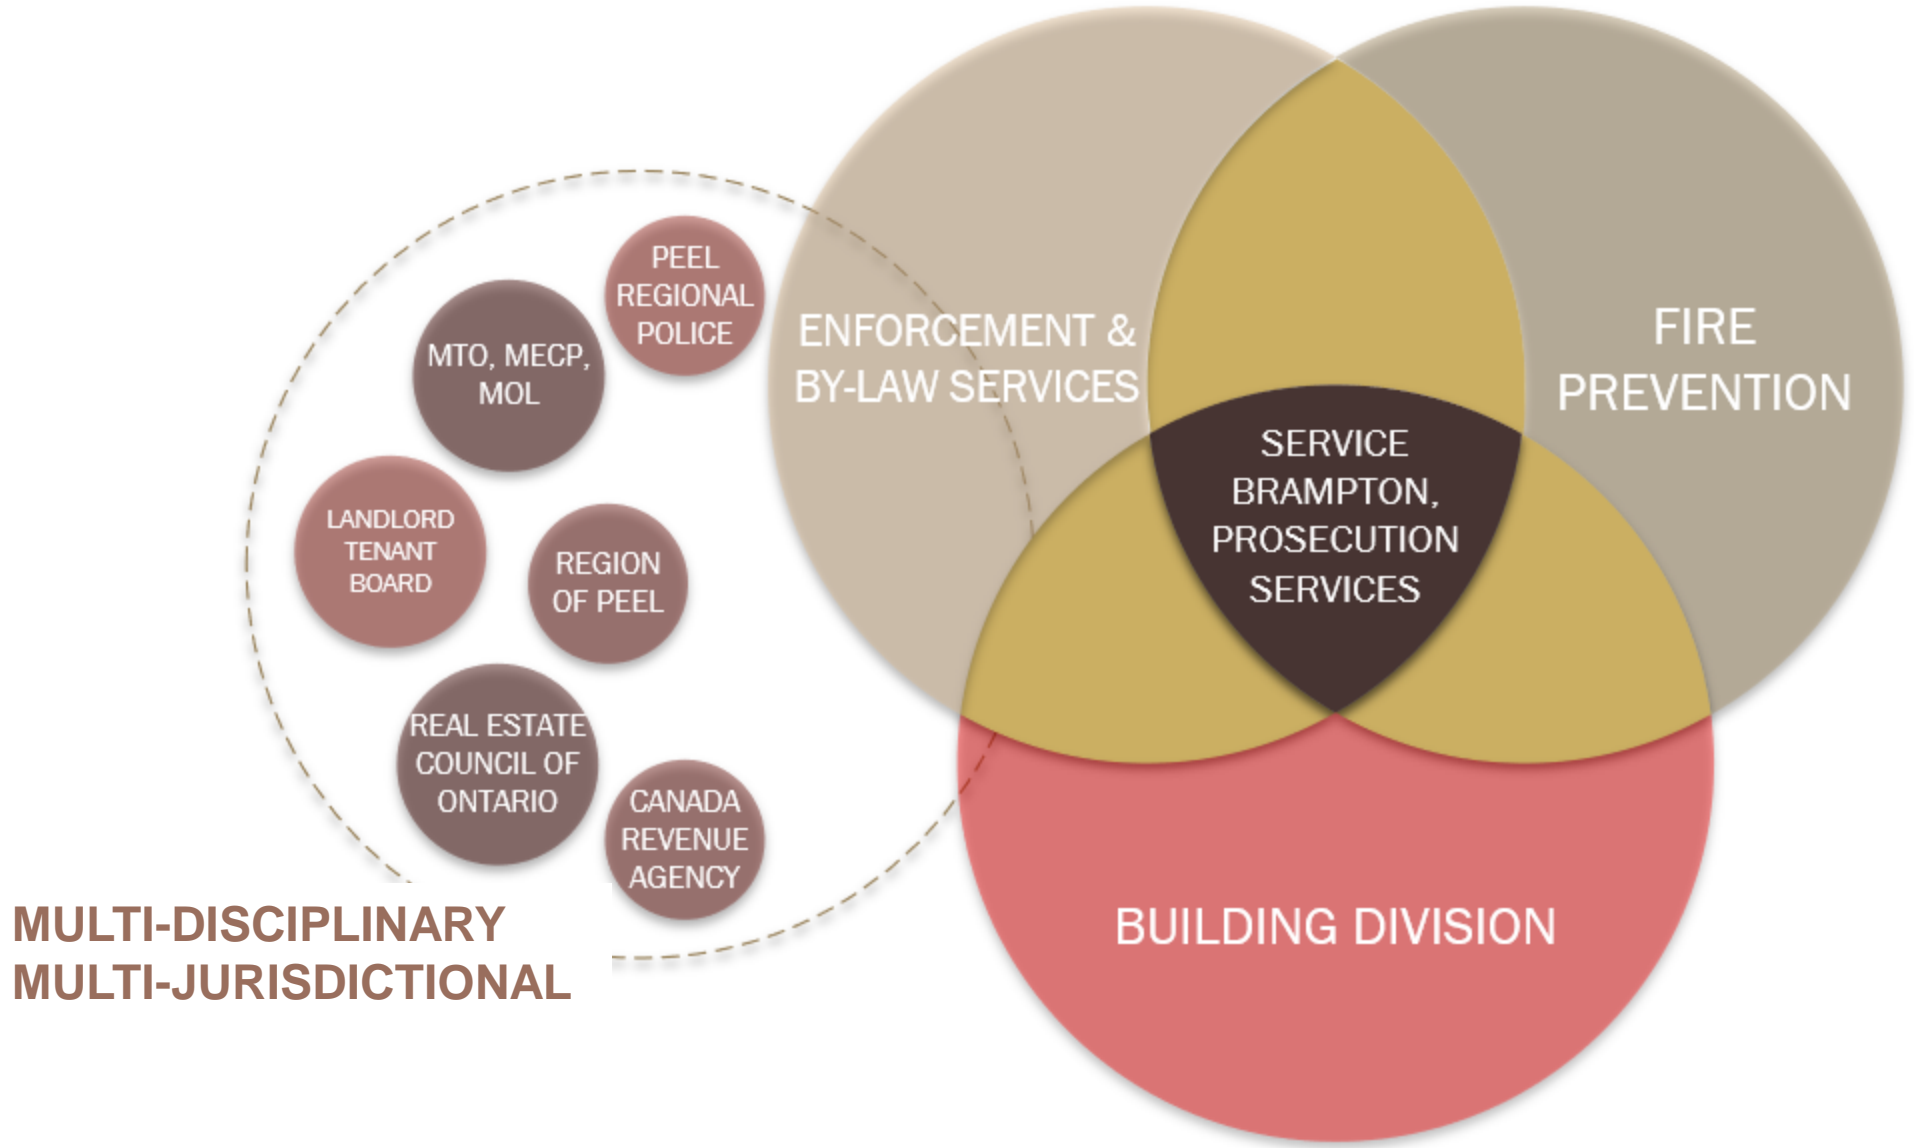 PEEL
REGIONAL
POLICE
MTO, MECP,
MOL
LANDLORD
TENANT
BOARD
REGION
OF PEEL
REAL ESTATE
COUNCIL OF
ONTARIO
CANADA
REVENUE
AGENCY
MULTI-DISCIPLINARY
MULTI-JURISDICTIONAL
ENFORCEMENT &
BY-LAW SERVICES
FIRE
PREVENTION
SERVICE
BRAMPTON,
PROSECUTION
SERVICES
BUILDING DIVISION